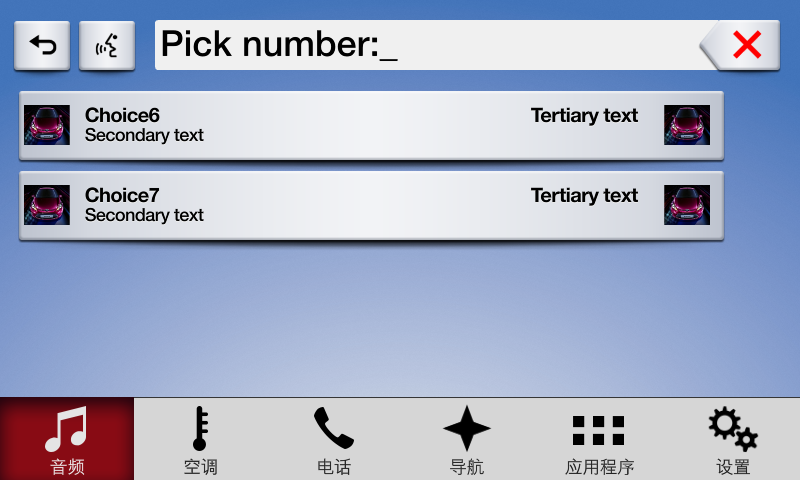 Pick number:_
Choice6
Secondary text
Tertiary text
Choice7
Secondary text
Tertiary text
音频
空调
电话
导航
应用程序
设置